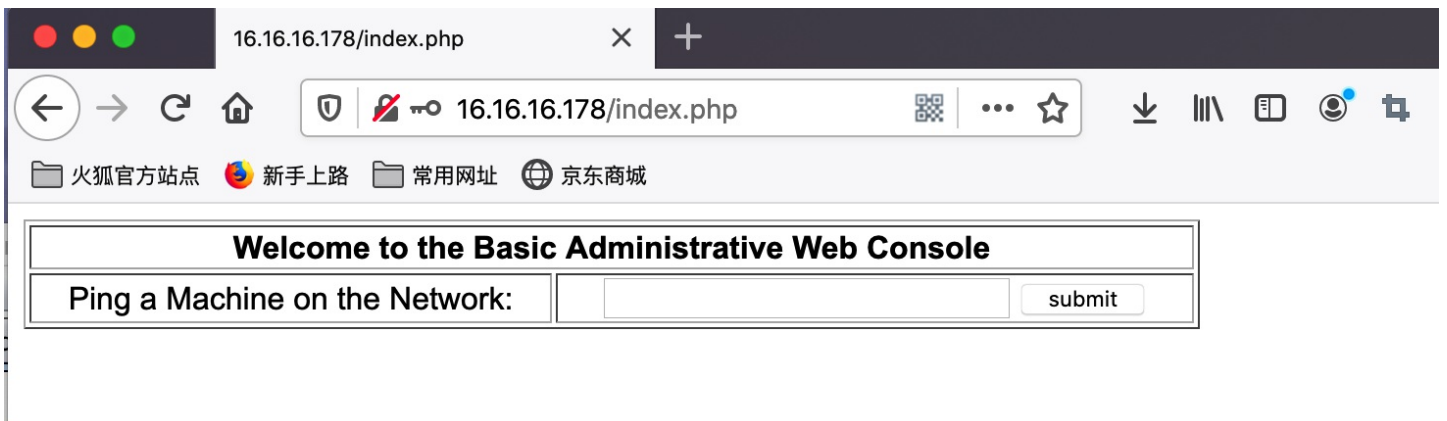 16.16.16.178/index.php
16.16.16.178/index.php
火狐官方站点 新手上路 常用网址 京东商城
Welcome to the Basic Administrative Web Console
Ping a Machine on the Network: submit